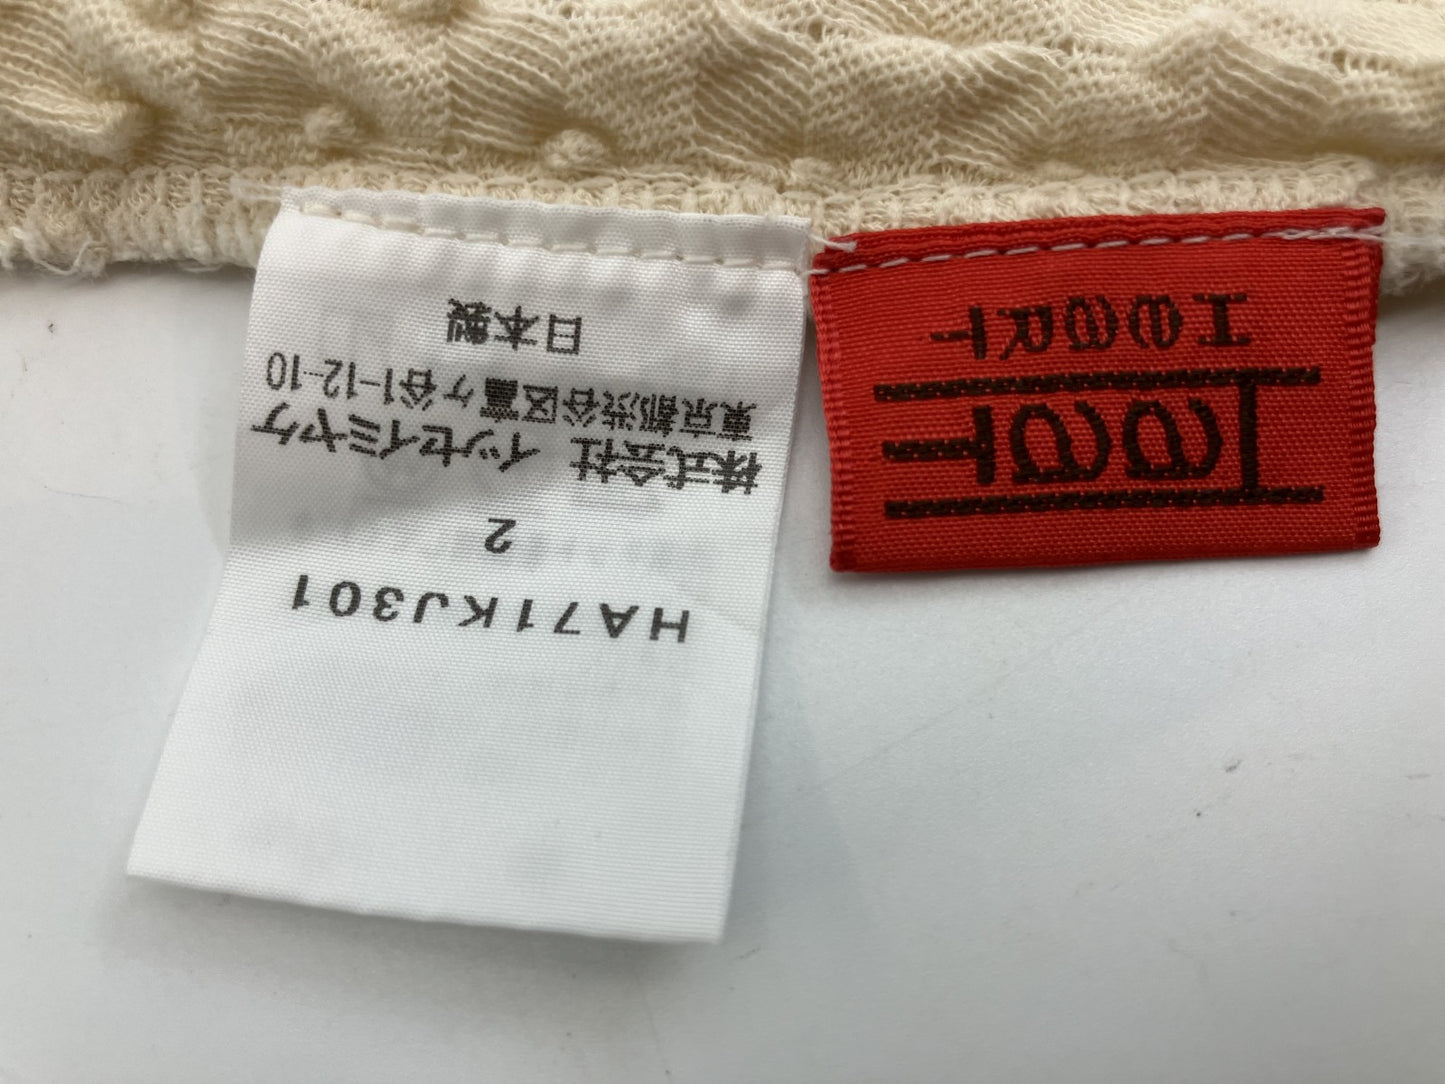 HA71KJ301
2
株式会社 イッセイミヤケ
東京都渋谷区富ヶ谷1-12-10
日本製
HaaT
HeaRT